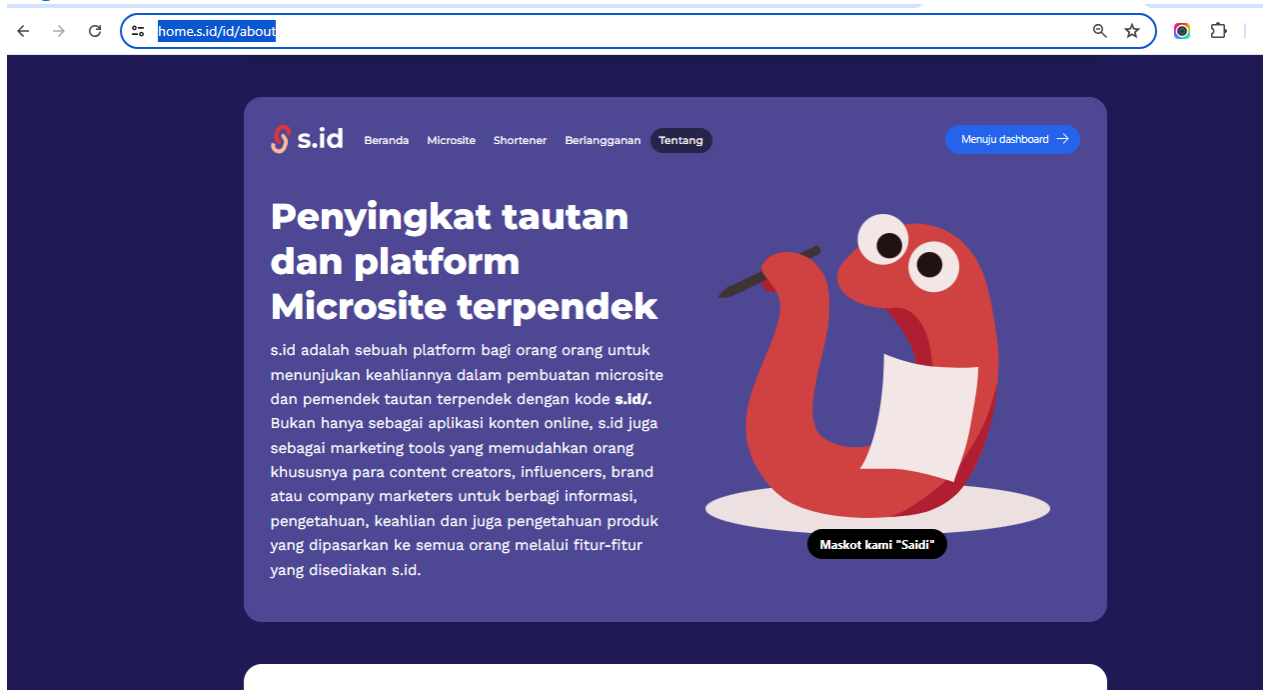 home.s.id/id/about
s.id
Beranda Microsite Shortener Berlangganan Tentang
Menuju dashboard →
Penyingkat tautan
dan platform
Microsite terpendek
s.id adalah sebuah platform bagi orang orang untuk
menunjukan keahliannya dalam pembuatan microsite
dan pemendek tautan terpendek dengan kode s.id/.
Bukan hanya sebagai aplikasi konten online, s.id juga
sebagai marketing tools yang memudahkan orang
khususnya para content creators, influencers, brand
atau company marketers untuk berbagi informasi,
pengetahuan, keahlian dan juga pengetahuan produk
yang dipasarkan ke semua orang melalui fitur-fitur
yang disediakan s.id.
Maskot kami "Saidi"